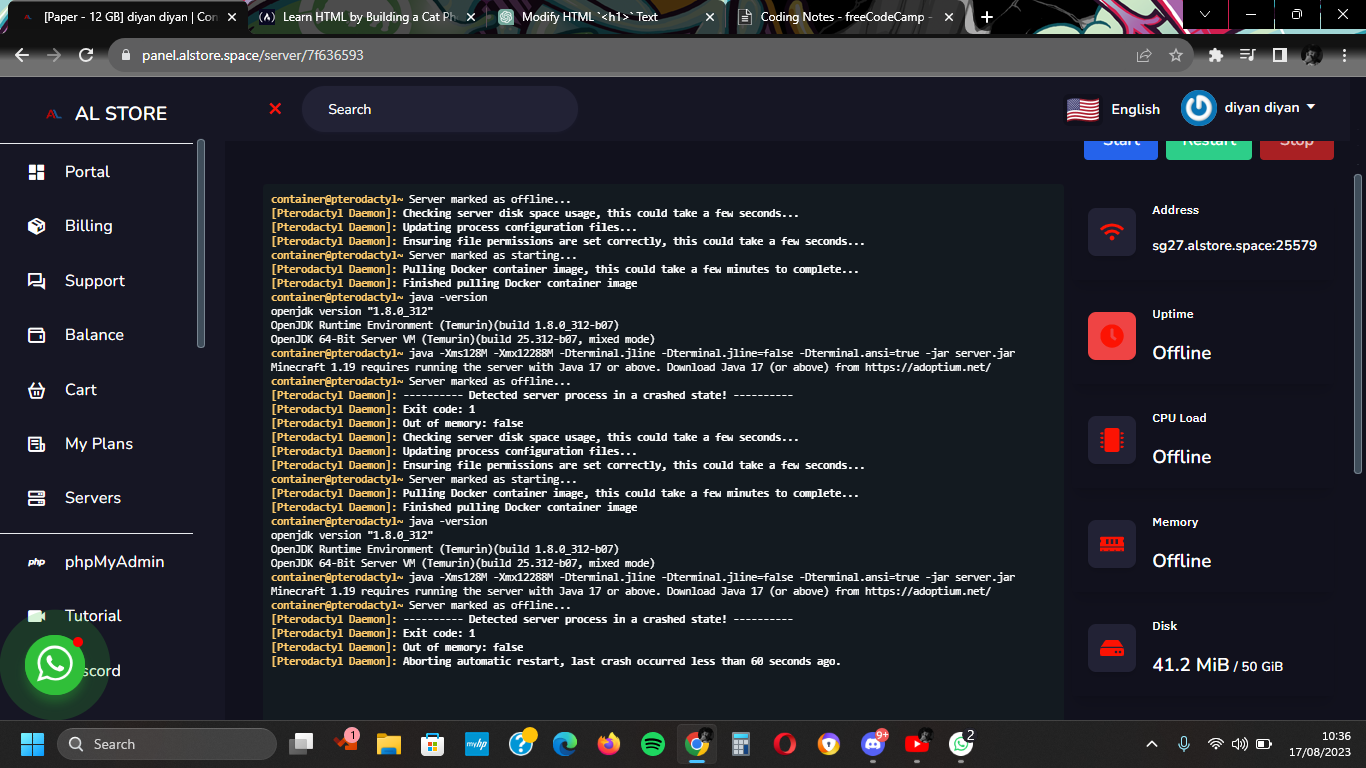 [Paper - 12 GB] diyan diyan | Con
Learn HTML by Building a Cat Ph
Modify HTML `<h1>` Text
Coding Notes - freeCodeCamp -
panel.alstore.space/server/7f636593
AL STORE
Search
English
diyan diyan
Start
Restart
Stop
Portal
Billing
Support
Balance
Cart
My Plans
Servers
php
phpMyAdmin
Tutorial
scord
container@pterodactyl~ Server marked as offline...
[Pterodactyl Daemon]: Checking server disk space usage, this could take a few seconds...
[Pterodactyl Daemon]: Updating process configuration files...
[Pterodactyl Daemon]: Ensuring file permissions are set correctly, this could take a few seconds...
container@pterodactyl~ Server marked as starting...
[Pterodactyl Daemon]: Pulling Docker container image, this could take a few minutes to complete...
[Pterodactyl Daemon]: Finished pulling Docker container image
container@pterodactyl~ java -version
openjdk version "1.8.0_312"
OpenJDK Runtime Environment (Temurin)(build 1.8.0_312-b07)
OpenJDK 64-Bit Server VM (Temurin)(build 25.312-b07, mixed mode)
container@pterodactyl~ java -Xms128M -Xmx12288M -Dterminal.jline -Dterminal.jline=false -Dterminal.ansi=true -jar server.jar
Minecraft 1.19 requires running the server with Java 17 or above. Download Java 17 (or above) from https://adoptium.net/
container@pterodactyl~ Server marked as offline...
[Pterodactyl Daemon]: ---------- Detected server process in a crashed state! ----------
[Pterodactyl Daemon]: Exit code: 1
[Pterodactyl Daemon]: Out of memory: false
[Pterodactyl Daemon]: Checking server disk space usage, this could take a few seconds...
[Pterodactyl Daemon]: Updating process configuration files...
[Pterodactyl Daemon]: Ensuring file permissions are set correctly, this could take a few seconds...
container@pterodactyl~ Server marked as starting...
[Pterodactyl Daemon]: Pulling Docker container image, this could take a few minutes to complete...
[Pterodactyl Daemon]: Finished pulling Docker container image
container@pterodactyl~ java -version
openjdk version "1.8.0_312"
OpenJDK Runtime Environment (Temurin)(build 1.8.0_312-b07)
OpenJDK 64-Bit Server VM (Temurin)(build 25.312-b07, mixed mode)
container@pterodactyl~ java -Xms128M -Xmx12288M -Dterminal.jline -Dterminal.jline=false -Dterminal.ansi=true -jar server.jar
Minecraft 1.19 requires running the server with Java 17 or above. Download Java 17 (or above) from https://adoptium.net/
container@pterodactyl~ Server marked as offline...
[Pterodactyl Daemon]: ---------- Detected server process in a crashed state! ----------
[Pterodactyl Daemon]: Exit code: 1
[Pterodactyl Daemon]: Out of memory: false
[Pterodactyl Daemon]: Aborting automatic restart, last crash occurred less than 60 seconds ago.
Address
sg27.alstore.space:25579
Uptime
Offline
CPU Load
Offline
Memory
Offline
Disk
41.2 MiB / 50 GiB
Search
1
myhp
9+
2
10:36
17/08/2023